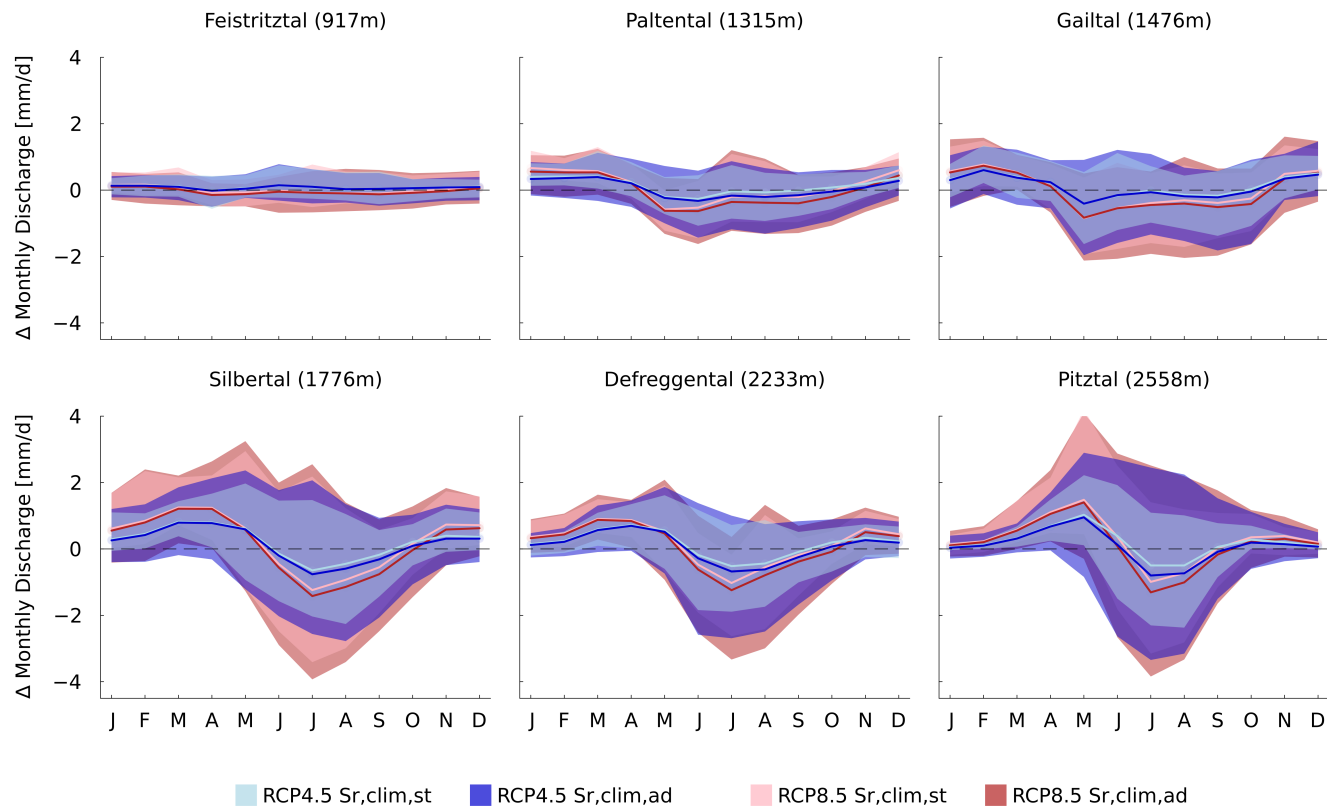 Feistritztal (917m) Paltental (1315m) Gailtal (1476m)
Δ Monthly Discharge [mm/d]
4
2
0
−2
−4
Silbertal (1776m) Defreggental (2233m) Pitztal (2558m)
Δ Monthly Discharge [mm/d]
4
2
0
−2
−4
J F M A M J J A S O N D J F M A M J J A S O N D J F M A M J J A S O N D
RCP4.5 Sr,clim,st RCP4.5 Sr,clim,ad RCP8.5 Sr,clim,st RCP8.5 Sr,clim,ad